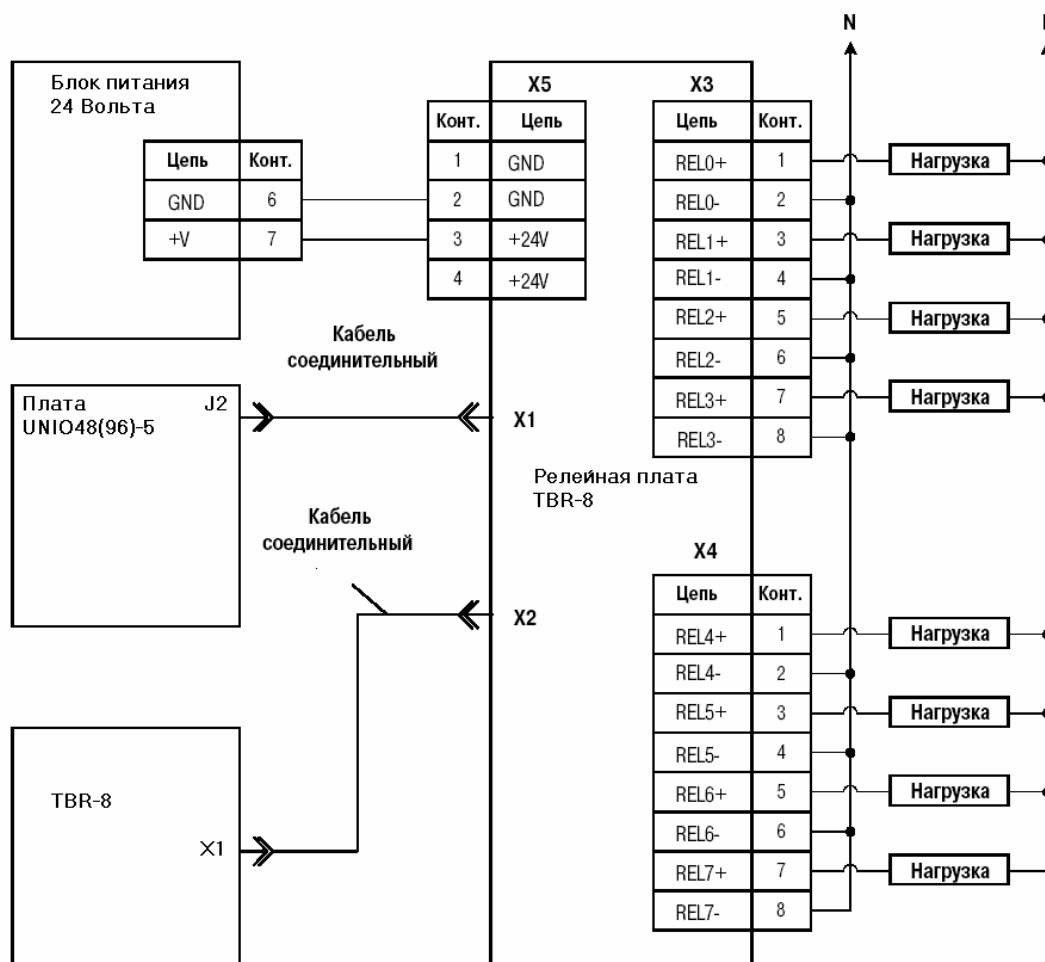 N
Блок питания
24 Вольта
Цепь Конт.
GND 6
+V 7
X5
Конт. Цепь
1 GND
2 GND
3 +24V
4 +24V
X3
Цепь Конт.
REL0+ 1
REL0- 2
REL1+ 3
REL1- 4
REL2+ 5
REL2- 6
REL3+ 7
REL3- 8
Нагрузка
Нагрузка
Нагрузка
Нагрузка
Кабель
соединительный
Плата J2
UNIO48(96)-5
X1
Релейная плата
TBR-8
Кабель
соединительный
X2
TBR-8
X1
X4
Цепь Конт.
REL4+ 1
REL4- 2
REL5+ 3
REL5- 4
REL6+ 5
REL6- 6
REL7+ 7
REL7- 8
Нагрузка
Нагрузка
Нагрузка
Нагрузка